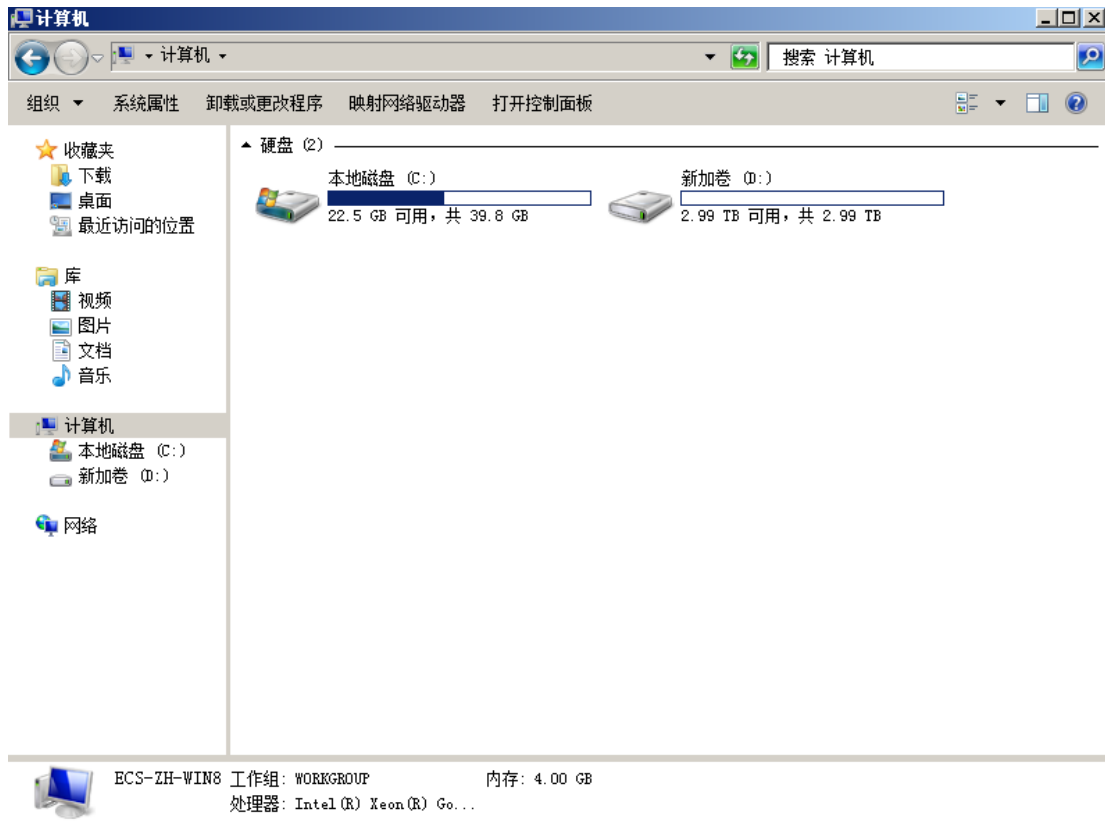 计算机
计算机
搜索 计算机
组织 系统属性 卸载或更改程序 映射网络驱动器 打开控制面板
收藏夹
下载
桌面
最近访问的位置
库
视频
图片
文档
音乐
计算机
本地磁盘 (C:)
新加卷 (D:)
网络
硬盘 (2)
本地磁盘 (C:)
22.5 GB 可用，共 39.8 GB
新加卷 (D:)
2.99 TB 可用，共 2.99 TB
ECS-ZH-WIN8 工作组: WORKGROUP 内存: 4.00 GB
处理器: Intel(R) Xeon(R) Go...